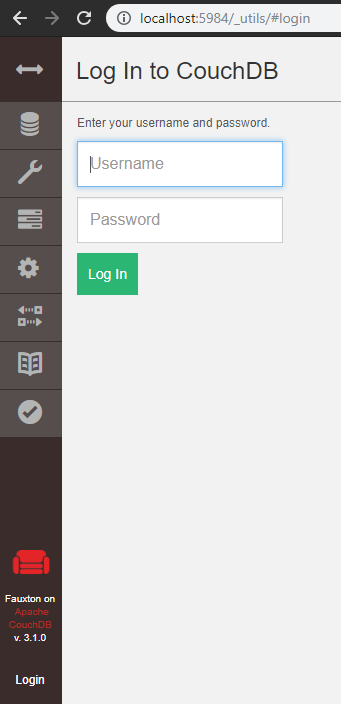 localhost:5984/_utils/#login
Log In to CouchDB
Enter your username and password.
Username
Password
Log In
Fauxton on
Apache
CouchDB
v. 3.1.0
Login